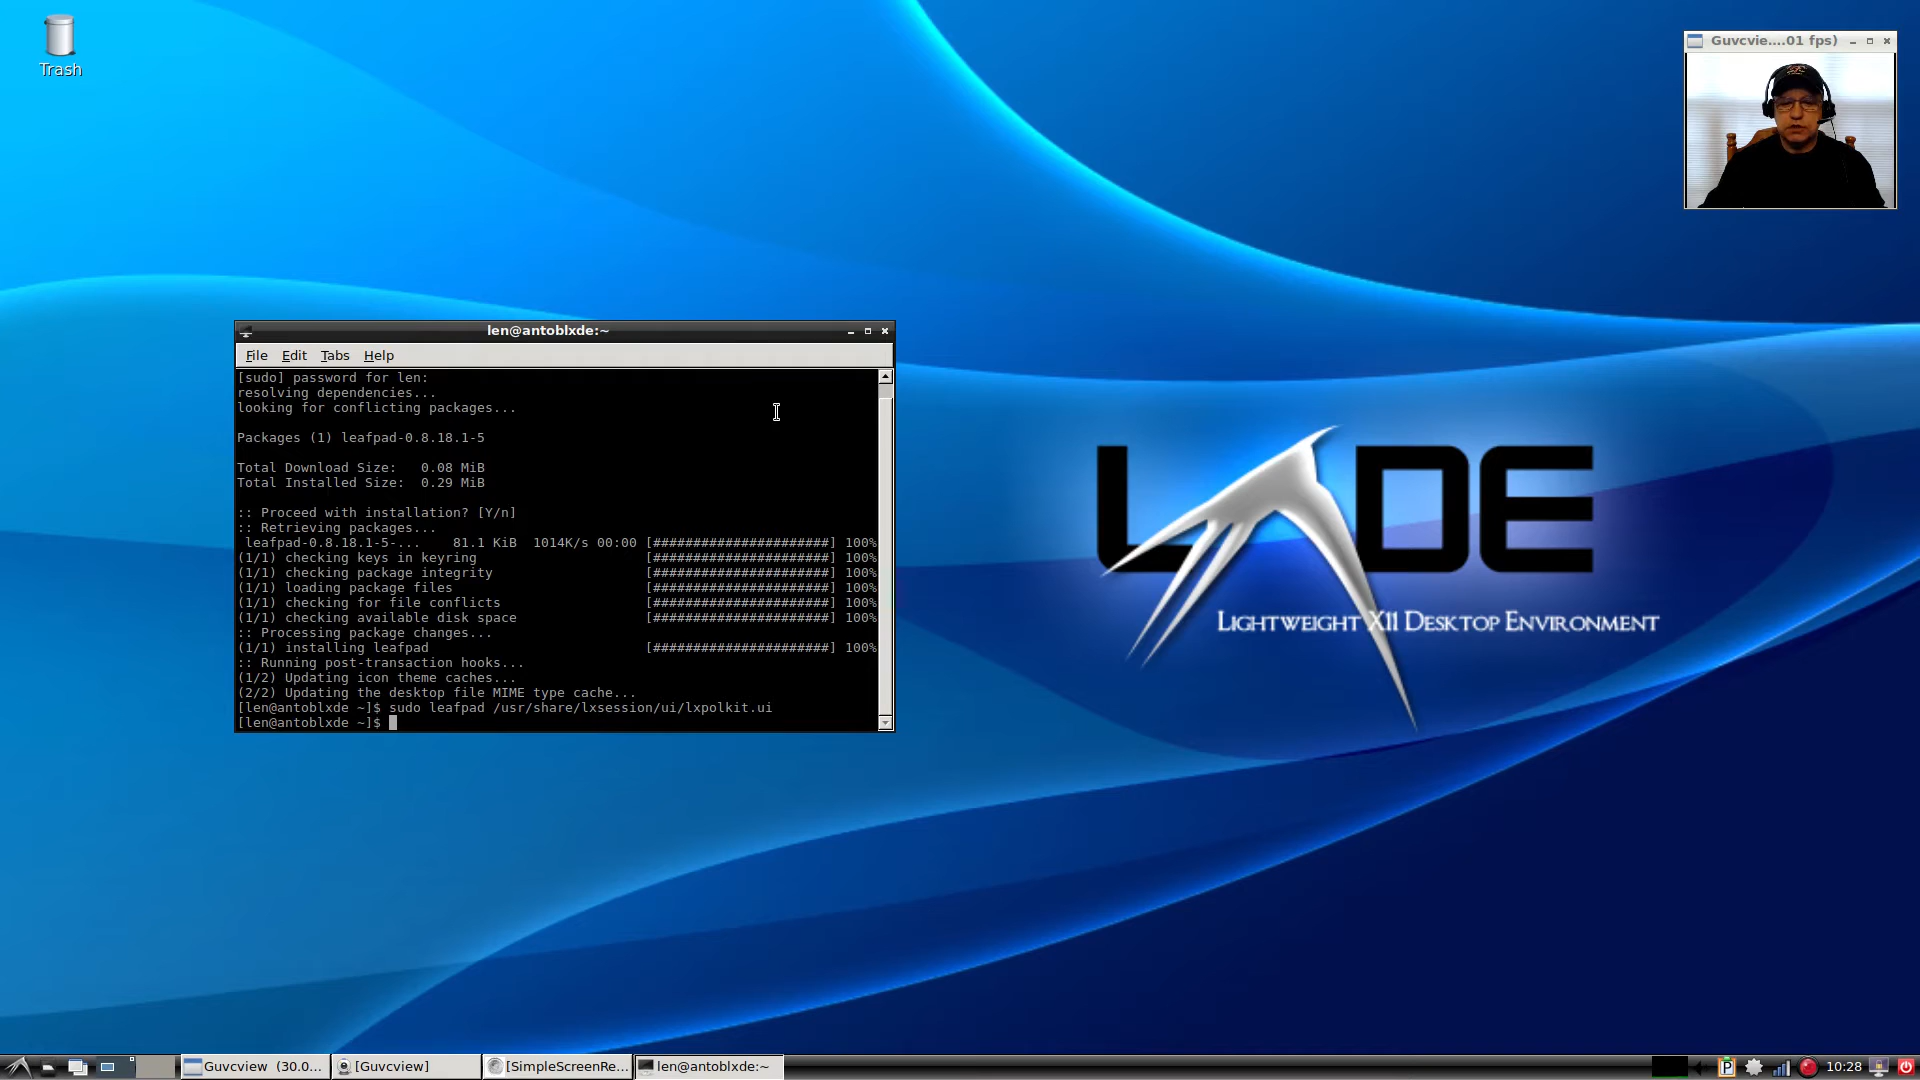 Trash
Guvcvie....01 fps)
len@antoblxde:~
File Edit Tabs Help
[sudo] password for len:
resolving dependencies...
looking for conflicting packages...
Packages (1) leafpad-0.8.18.1-5
Total Download Size:   0.08 MiB
Total Installed Size:  0.29 MiB
:: Proceed with installation? [Y/n]
:: Retrieving packages...
leafpad-0.8.18.1-5-...    81.1 KiB  1014K/s 00:00 [######################] 100%
(1/1) checking keys in keyring                     [######################] 100%
(1/1) checking package integrity                   [######################] 100%
(1/1) loading package files                        [######################] 100%
(1/1) checking for file conflicts                  [######################] 100%
(1/1) checking available disk space                [######################] 100%
:: Processing package changes...
(1/1) installing leafpad                           [######################] 100%
:: Running post-transaction hooks...
(1/2) Updating icon theme caches...
(2/2) Updating the desktop file MIME type cache...
[len@antoblxde ~]$ sudo leafpad /usr/share/lxsession/ui/lxpolkit.ui
[len@antoblxde ~]$
LXDE
Lightweight X11 Desktop Environment
Guvcview (30.0... [Guvcview] [SimpleScreenRe... len@antoblxde:~ P 10:28